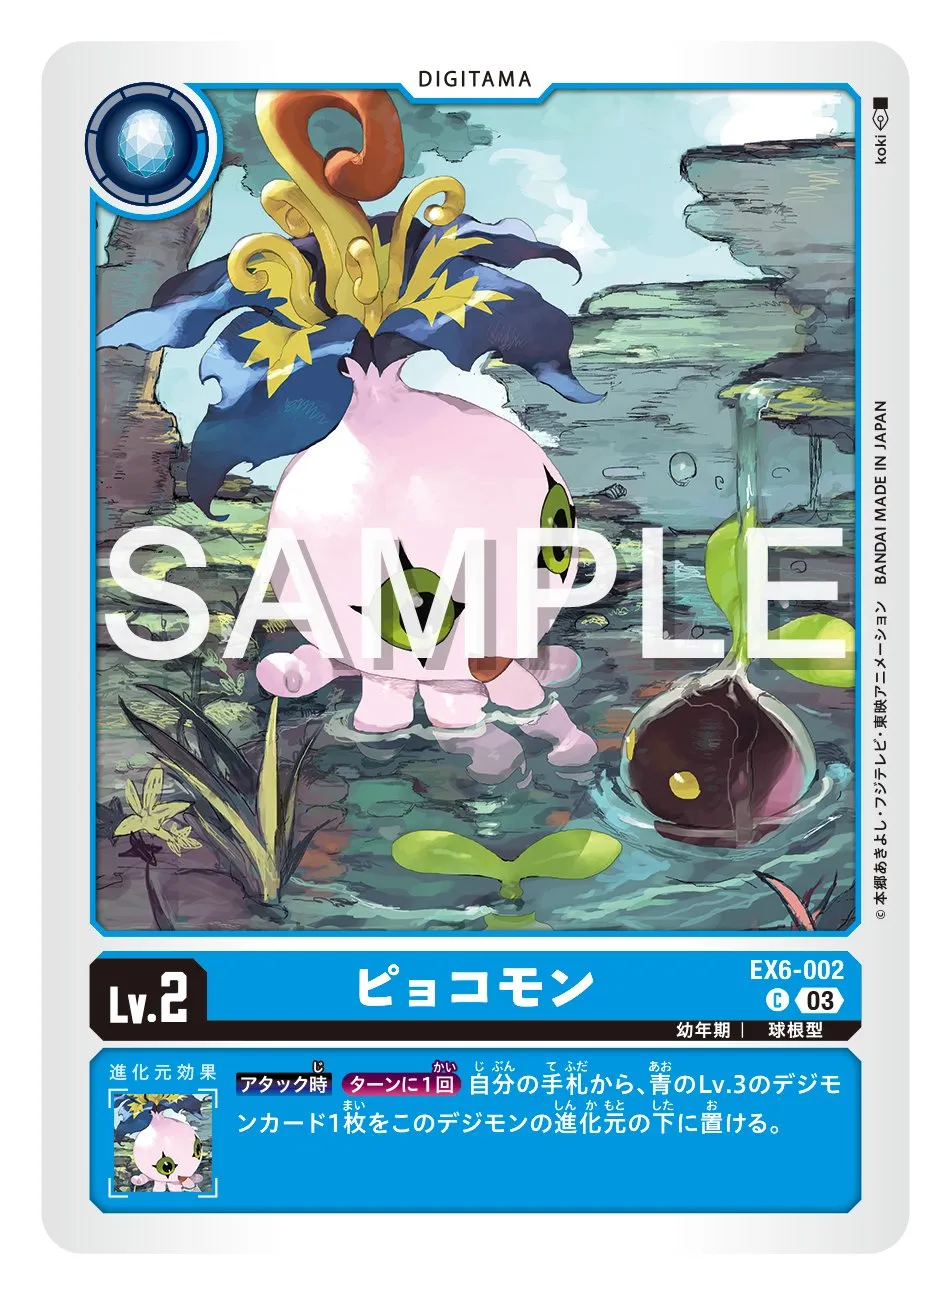 DIGITAMA
koki
SAMPLE
© 本郷あきよし・フジテレビ・東映アニメーション BANDAI MADE IN JAPAN
Lv.2
ピョコモン
EX6-002
C 03
幼年期 | 球根型
進化元効果
アタック時 ターンに1回 自分の手札から、青のLv.3のデジモ
ンカード1枚をこのデジモンの進化元の下に置ける。